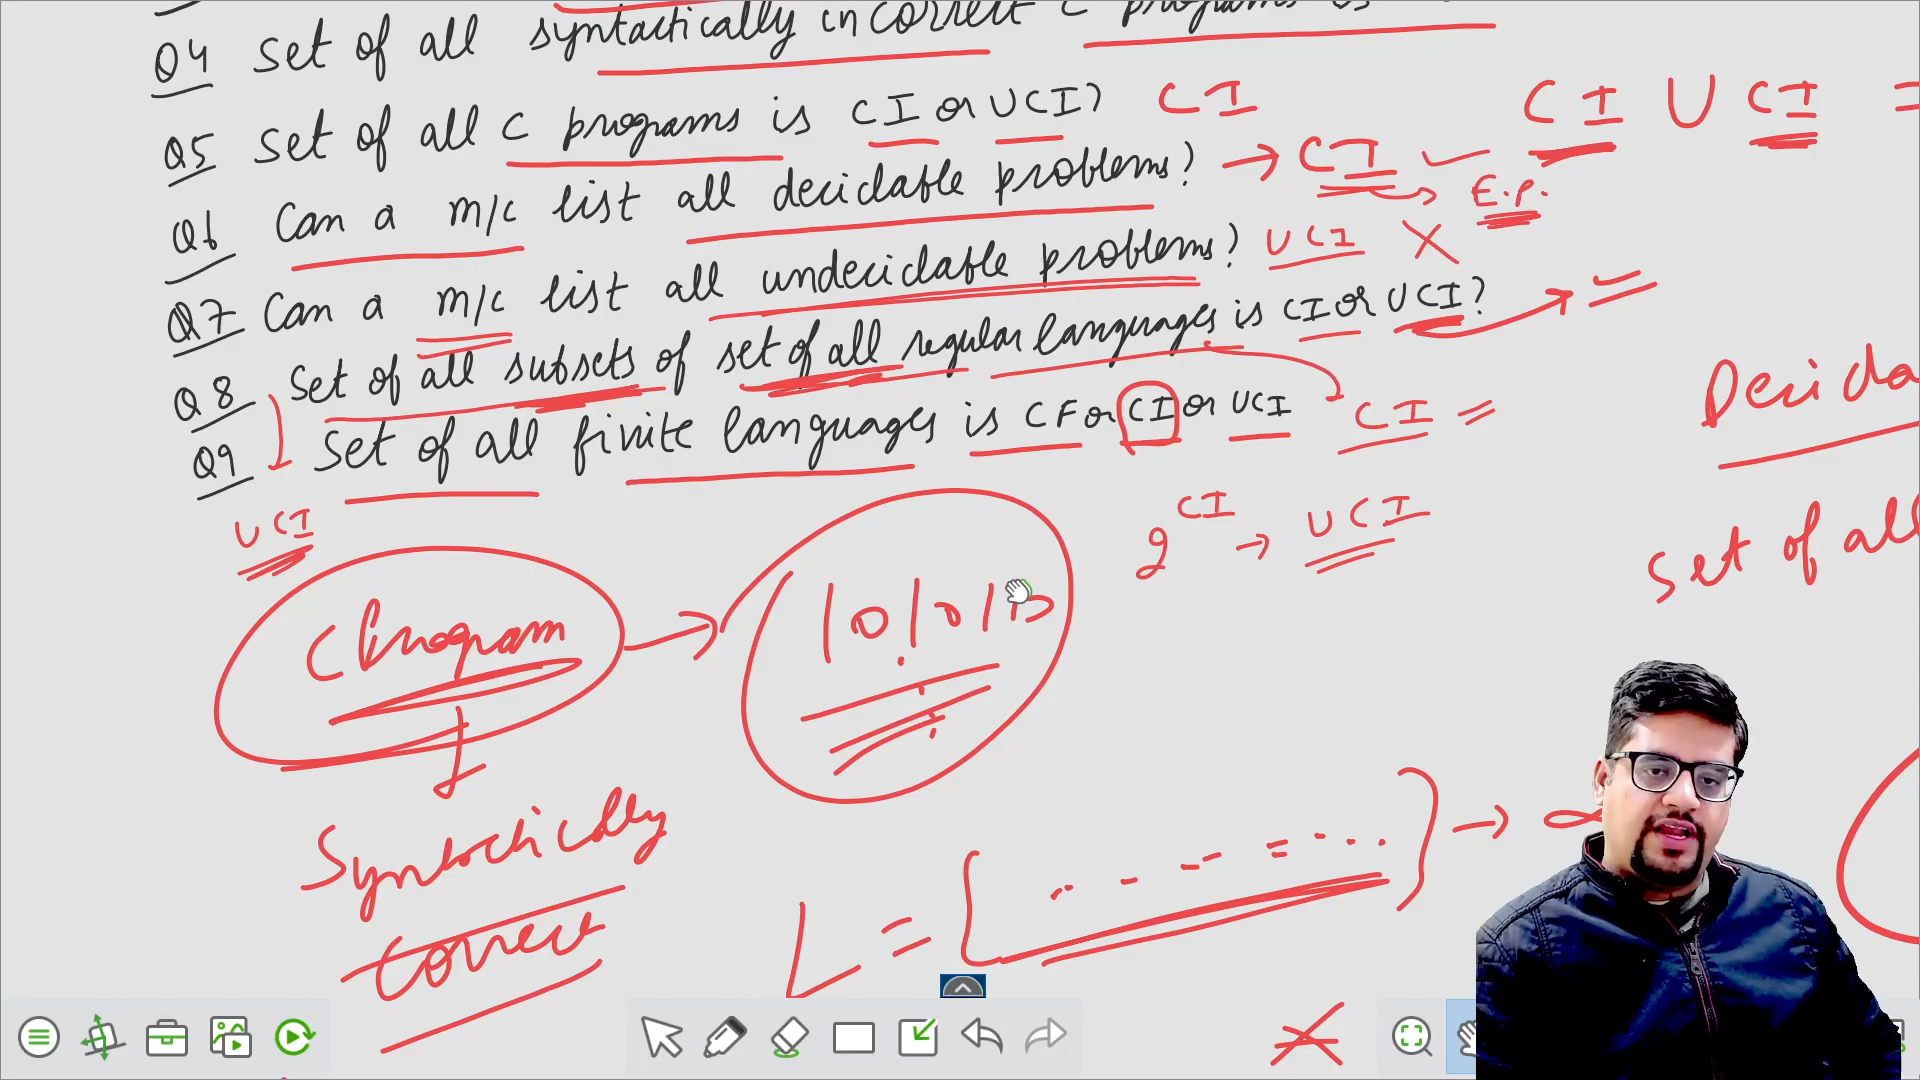 Q4 Set of all syntactically incorrect C programs is
Q5 Set of all C programs is CI or UCI? CI
CI U CI =
Q6 Can a m/c list all decidable problems? → CI ✓
E.P.
Q7 Can a m/c list all undecidable problems? UCI X
Q8 Set of all subsets of set of all regular languages is CI or UCI? ✓
Q9 Set of all finite languages is CF or CI or UCI CI
Decida
UCI
2^CI → UCI
Set of all
C Program → 
Syntactically
Correct
L = { } → ∞